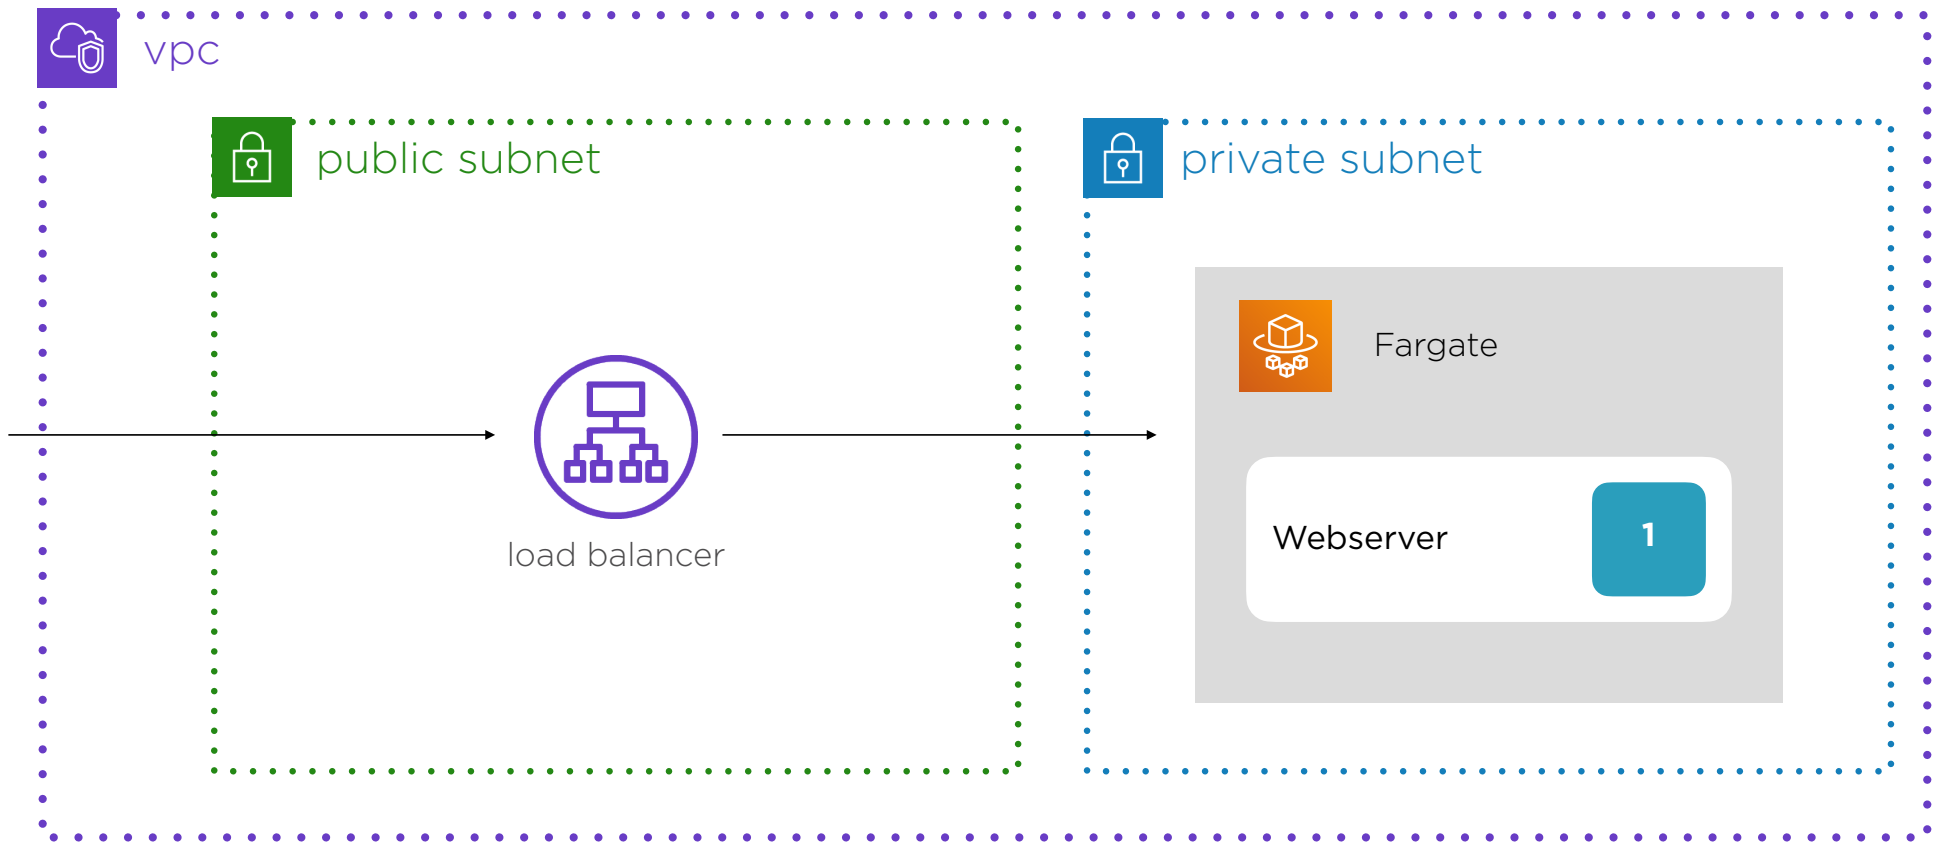 vpc
public subnet
private subnet
Fargate
load balancer
Webserver
1